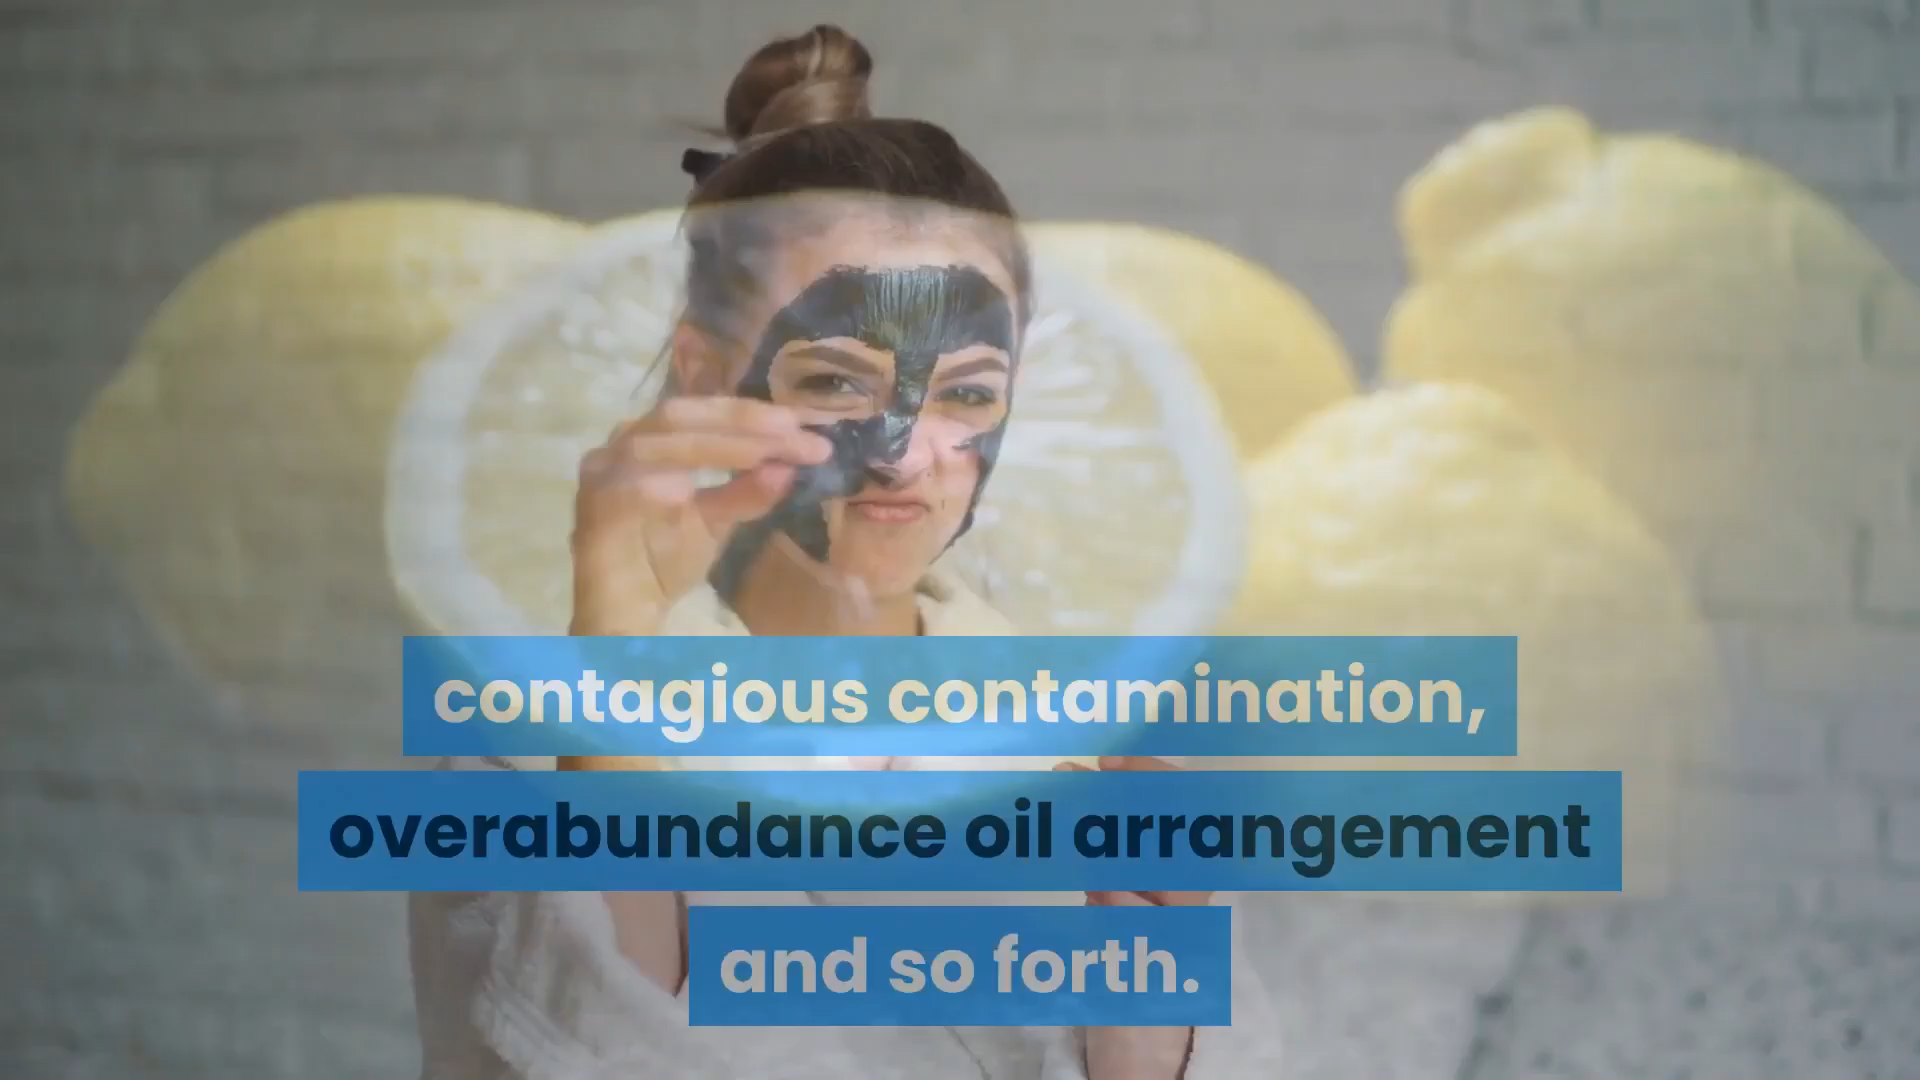 contagious contamination,
overabundance oil arrangement
and so forth.